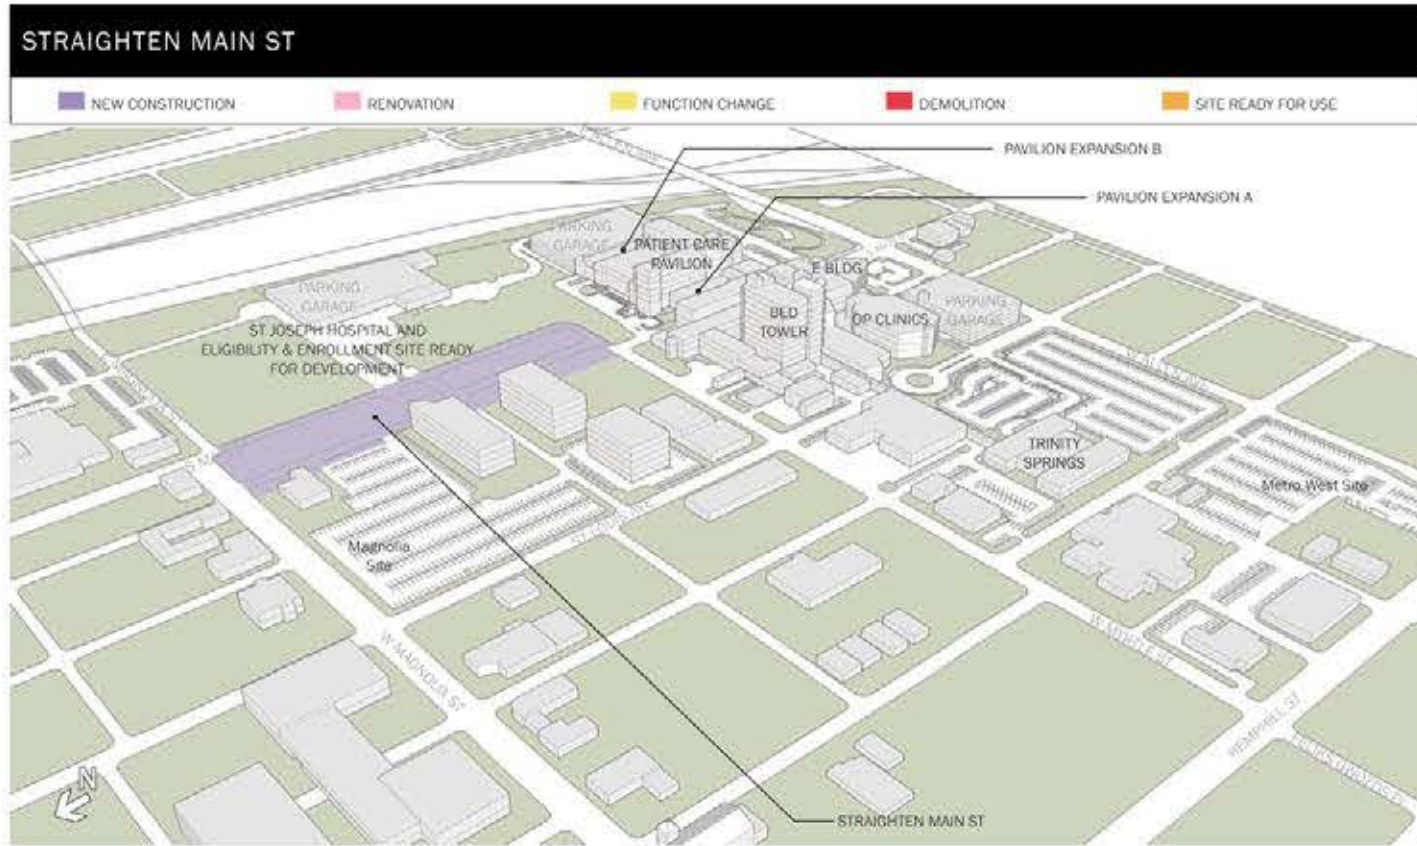 STRAIGHTEN MAIN ST
NEW CONSTRUCTION
RENOVATION
FUNCTION CHANGE
DEMOLITION
SITE READY FOR USE
PAVILION EXPANSION B
PAVILION EXPANSION A
PARKING
GARAGE
PATIENT CARE
PAVILION
E BLDG
PARKING
GARAGE
BED
TOWER
OP CLINICS
PARKING
GARAGE
ST JOSEPH HOSPITAL AND
ELIGIBILITY & ENROLLMENT SITE READY
FOR DEVELOPMENT
TRINITY
SPRINGS
Metro West Site
Magnolia
Site
W MAGNOLIA ST
HEMPHILL ST
N
STRAIGHTEN MAIN ST